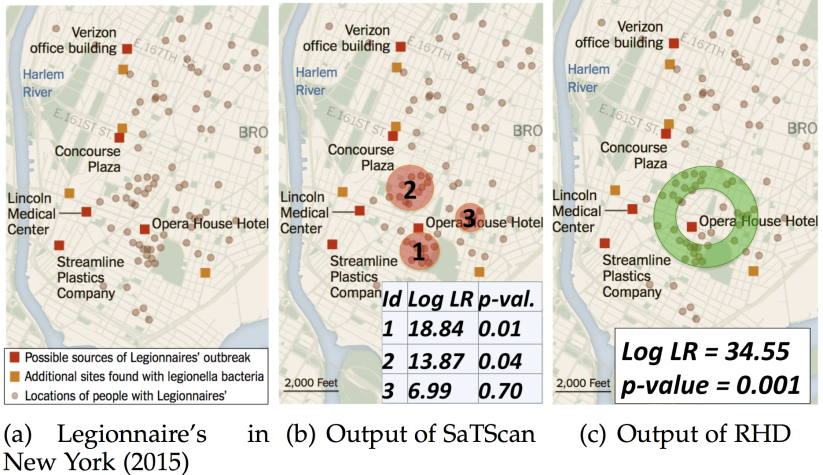 Verizon
office building
E.167TH
Harlem
River
E.161ST ST.
BRO
Concourse
Plaza
Lincoln
Medical
Center
Opera House Hotel
Streamline
Plastics
Company
Possible sources of Legionnaires' outbreak
Additional sites found with legionella bacteria
Locations of people with Legionnaires'
(a) Legionnaire's in
New York (2015)
Verizon
office building
E.167TH
Harlem
River
E.161ST ST.
BRO
Concourse
Plaza
2
Lincoln
Medical
Center
3
Opera House Hotel
1
Streamline
Plastics
Compan
Id Log LR p-val.
1 18.84 0.01
2 13.87 0.04
3 6.99 0.70
2,000 Feet
(b) Output of SaTScan
Verizon
office building
E.167TH
Harlem
River
E.161ST ST.
BRO
Concourse
Plaza
Lincoln
Medical
Center
Opera House Hotel
Streamline
Plastics
Company
Log LR = 34.55
p-value = 0.001
2,000 Feet
(c) Output of RHD